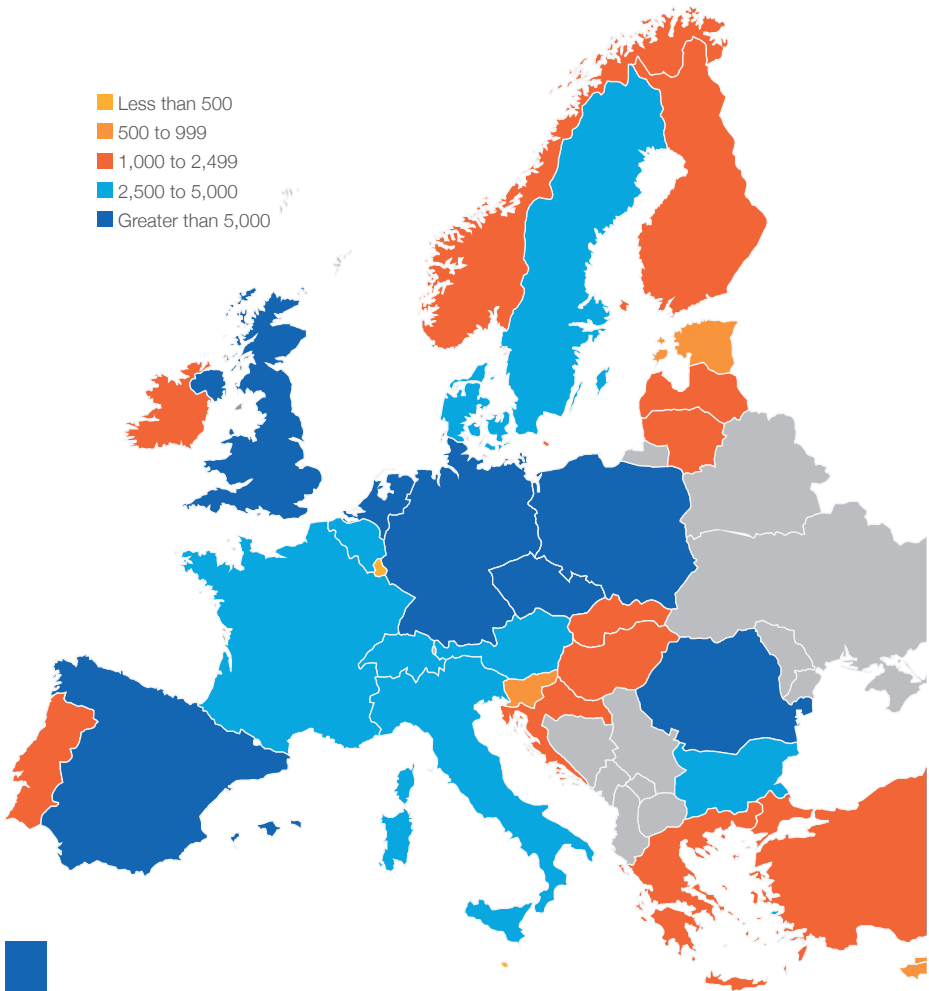 Less than 500
500 to 999
1,000 to 2,499
2,500 to 5,000
Greater than 5,000